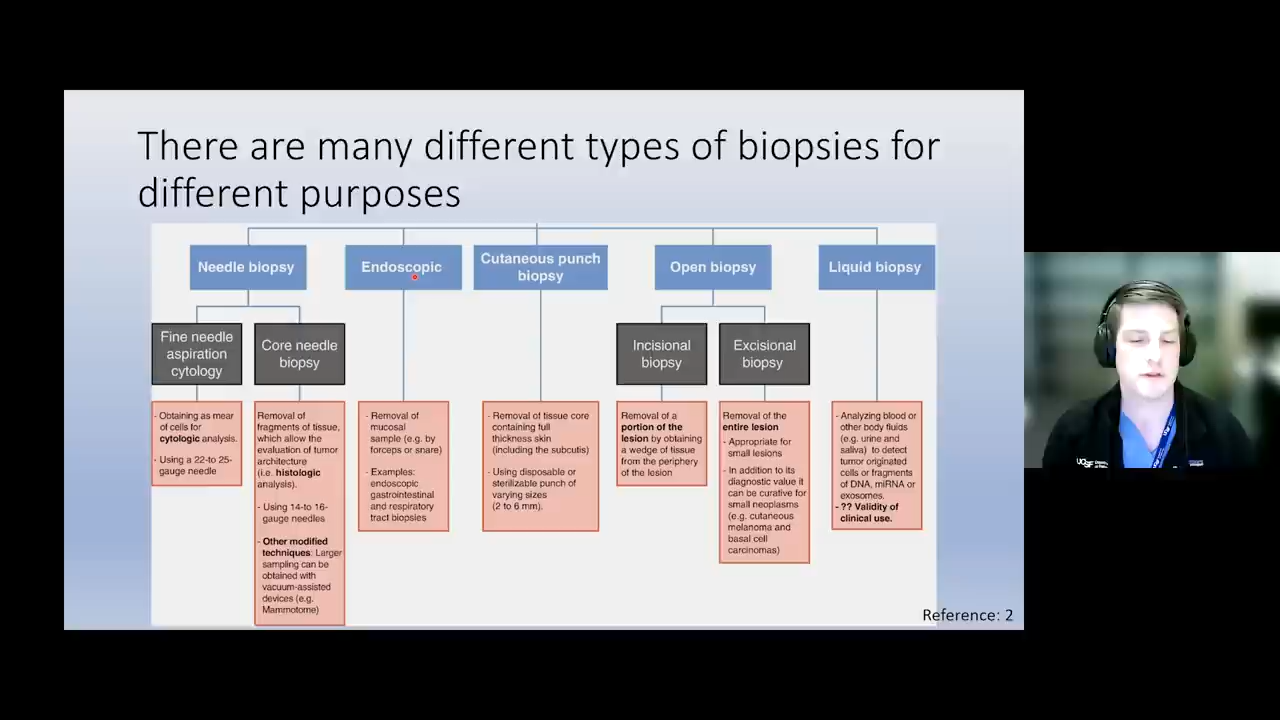 There are many different types of biopsies for
different purposes
Needle biopsy
Endoscopic
Cutaneous punch
biopsy
Open biopsy
Liquid biopsy
Fine needle
aspiration
cytology
Core needle
biopsy
Incisional
biopsy
Excisional
biopsy
- Obtaining as mear
of cells for
cytologic analysis.
- Using a 22-to 25-
gauge needle
Removal of
fragments of tissue,
which allow the
evaluation of tumor
architecture
(i.e. histologic
analysis).
- Using 14-to 16-
gauge needles
- Other modified
techniques: Larger
sampling can be
obtained with
vacuum-assisted
devices (e.g.
Mammotome)
- Removal of
mucosal
sample (e.g. by
forceps or snare)
- Examples:
endoscopic
gastrointestinal
and respiratory
tract biopsies
- Removal of tissue core
containing full
thickness skin
(including the subcutis)
- Using disposable or
sterilizable punch of
varying sizes
(2 to 6 mm).
Removal of a
portion of the
lesion by obtaining
a wedge of tissue
from the periphery
of the lesion
Removal of the
entire lesion
- Appropriate for
small lesions
- In addition to its
diagnostic value it
can be curative for
small neoplasms
(e.g. cutaneous
melanoma and
basal cell
carcinomas)
- Analyzing blood or
other body fluids
(e.g. urine and
saliva) to detect
tumor originated
cells or fragments
of DNA, miRNA or
exosomes.
- ?? Validity of
clinical use.
Reference: 2
UCSF